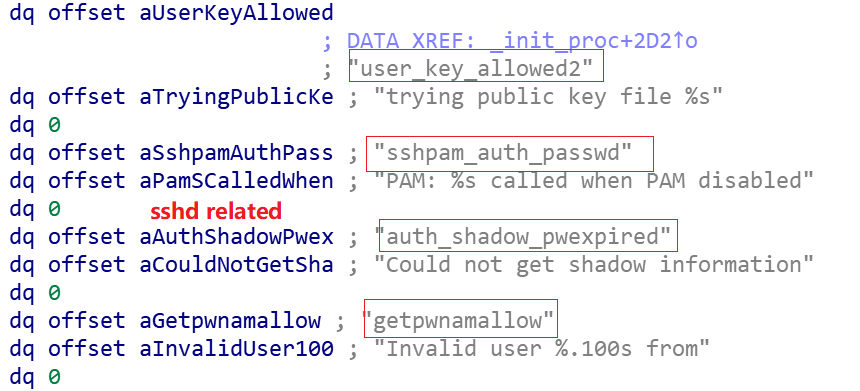 dq offset aUserKeyAllowed
; DATA XREF: _init_proc+2D2↑o
; "user_key_allowed2"
dq offset aTryingPublicKe ; "trying public key file %s"
dq 0
dq offset aSshpamAuthPass ; "sshpam_auth_passwd"
dq offset aPamSCalledWhen ; "PAM: %s called when PAM disabled"
dq 0 sshd related
dq offset aAuthShadowPwex ; "auth_shadow_pwexpired"
dq offset aCouldNotGetSha ; "Could not get shadow information"
dq 0
dq offset aGetpwnamallow ; "getpwnamallow"
dq offset aInvalidUser100 ; "Invalid user %.100s from"
dq 0